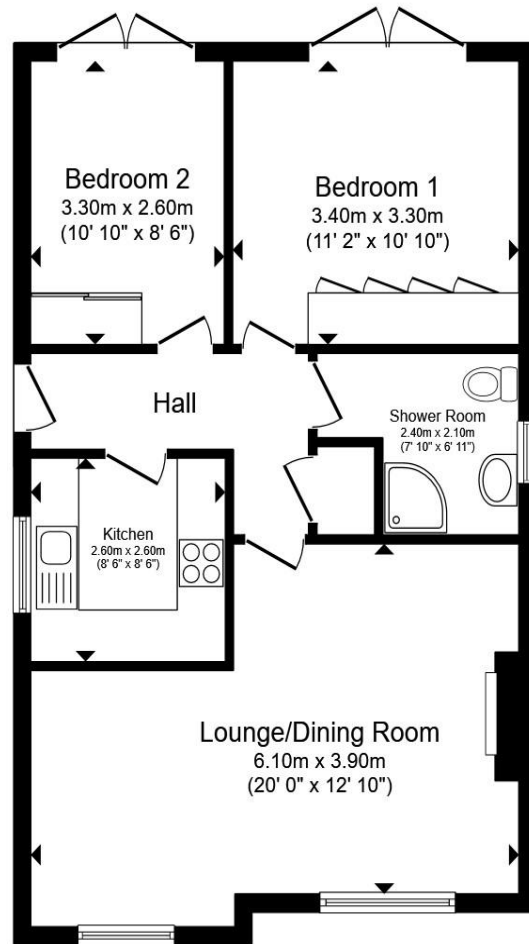 Bedroom 2
3.30m x 2.60m
(10' 10" x 8' 6")
Bedroom 1
3.40m x 3.30m
(11' 2" x 10' 10")
Hall
Shower Room
2.40m x 2.10m
(7' 10" x 6' 11")
Kitchen
2.60m x 2.60m
(8' 6" x 8' 6")
Lounge/Dining Room
6.10m x 3.90m
(20' 0" x 12' 10")